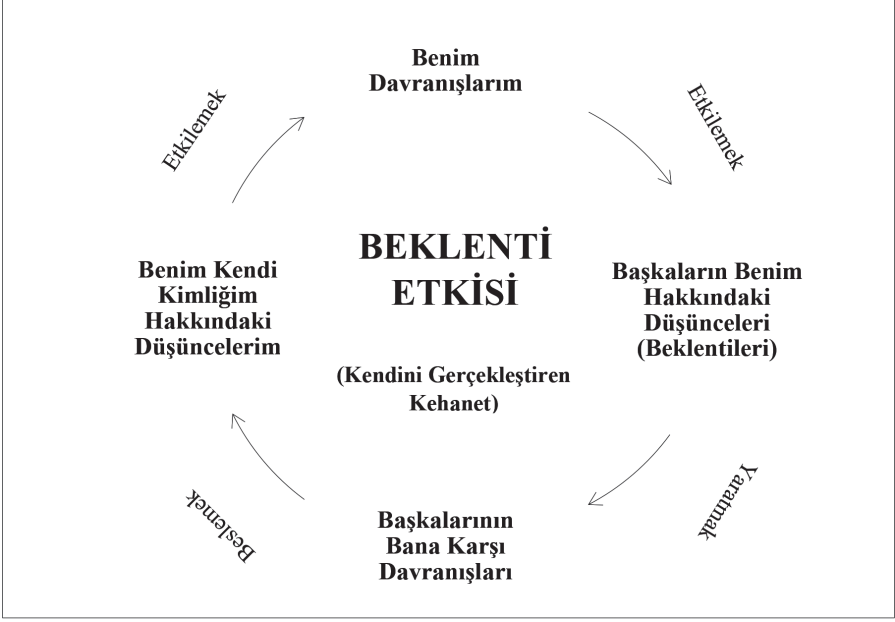 Benim
Davranışlarım
Etkilemek
Etkilemek
BEKLENTİ
ETKİSİ
(Kendini Gerçekleştiren
Kehanet)
Benim Kendi
Kimliğim
Hakkındaki
Düşüncelerim
Başkaların Benim
Hakkındaki
Düşünceleri
(Beklentileri)
Beslemek
Yaratmak
Başkalarının
Bana Karşı
Davranışları